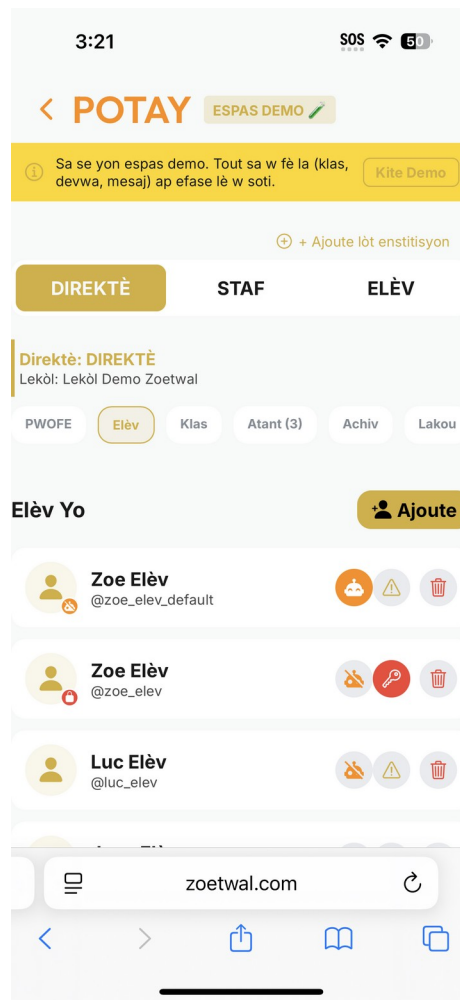 3:21
SOS
50
POTAY
ESPAS DEMO
Sa se yon espas demo. Tout sa w fè la (klas,
devwa, mesaj) ap efase lè w soti.
Kite Demo
+ Ajoute lòt enstitisyon
DIREKTÈ
STAF
ELÈV
Direktè: DIREKTÈ
Lekòl: Lekòl Demo Zoetwal
PWOFE
Elèv
Klas
Atant (3)
Achiv
Lakou
Elèv Yo
Ajoute
Zoe Elèv
@zoe_elev_default
Zoe Elèv
@zoe_elev
Luc Elèv
@luc_elev
zoetwal.com